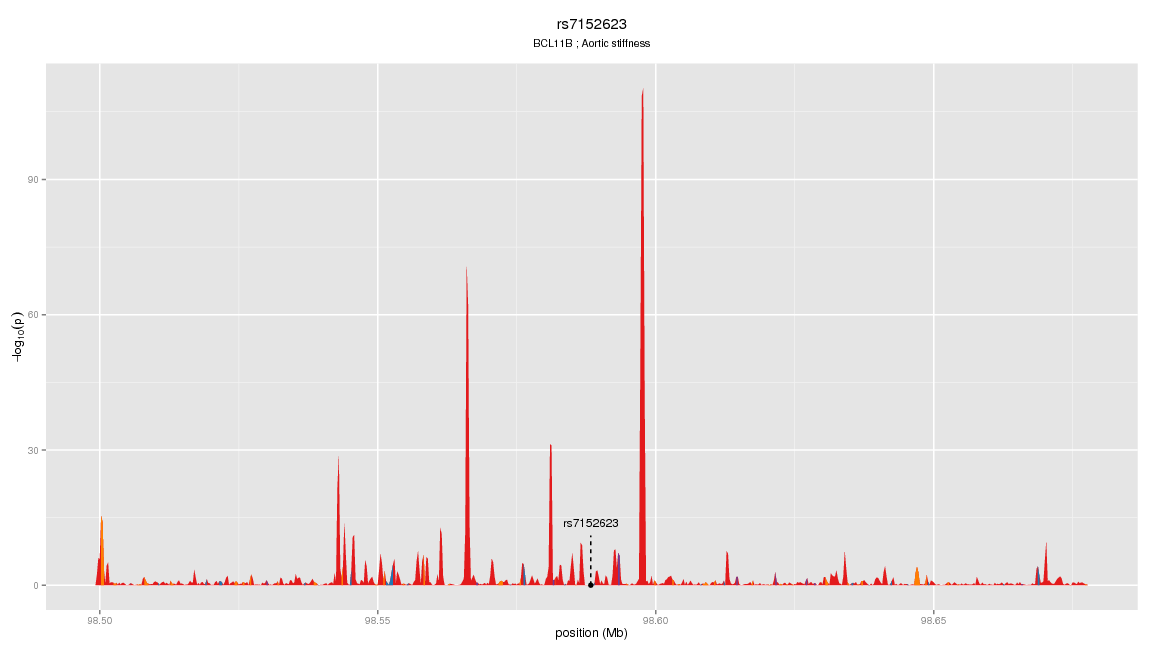 rs7152623
BCL11B ; Aortic stiffness
−log10(p)
90
60
30
0
rs7152623
98.50
98.55
98.60
98.65
position (Mb)